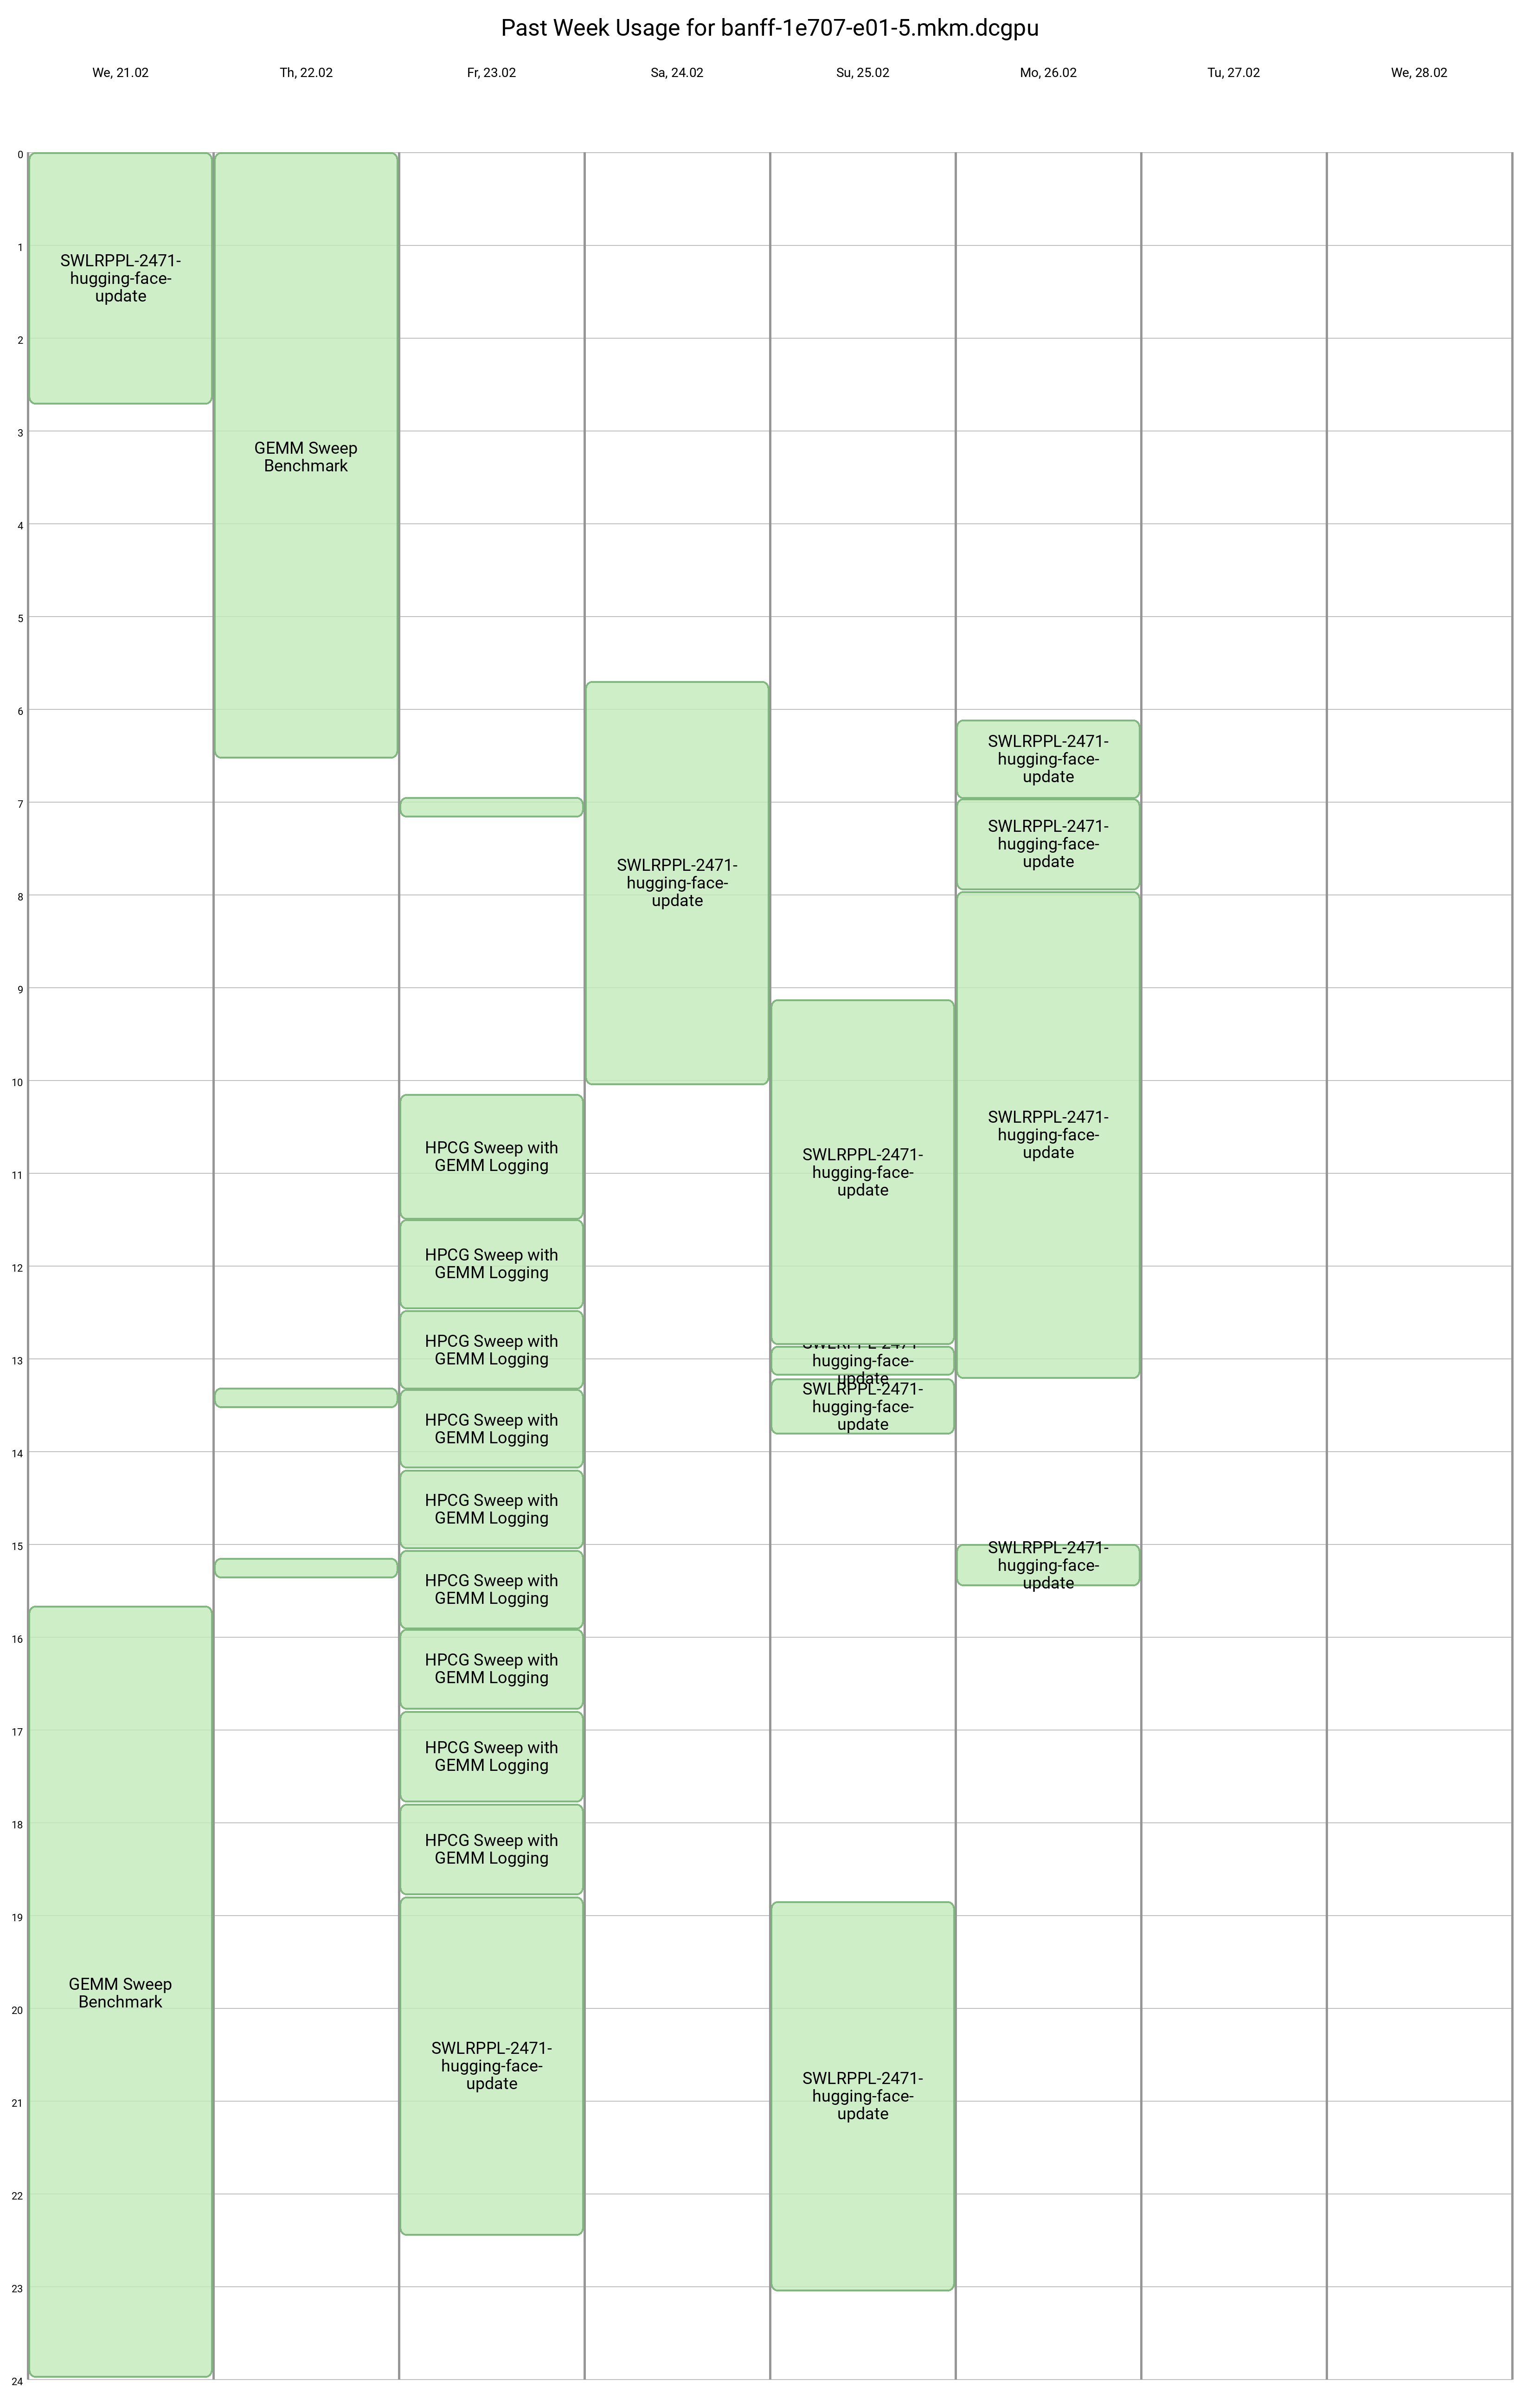 Past Week Usage for banff-1e707-e01-5.mkm.dcgpu
We, 21.02
Th, 22.02
Fr, 23.02
Sa, 24.02
Su, 25.02
Mo, 26.02
Tu, 27.02
We, 28.02
0
1
2
3
4
5
6
7
8
9
10
11
12
13
14
15
16
17
18
19
20
21
22
23
24
SWLRPPL-2471-
hugging-face-
update
GEMM Sweep
Benchmark
GEMM Sweep
Benchmark
HPCG Sweep with
GEMM Logging
HPCG Sweep with
GEMM Logging
HPCG Sweep with
GEMM Logging
HPCG Sweep with
GEMM Logging
HPCG Sweep with
GEMM Logging
HPCG Sweep with
GEMM Logging
HPCG Sweep with
GEMM Logging
HPCG Sweep with
GEMM Logging
HPCG Sweep with
GEMM Logging
SWLRPPL-2471-
hugging-face-
update
SWLRPPL-2471-
hugging-face-
update
SWLRPPL-2471-
hugging-face-
update
SWLRPPL-2471-
hugging-face-
update
SWLRPPL-2471-
hugging-face-
update
SWLRPPL-2471-
hugging-face-
update
SWLRPPL-2471-
hugging-face-
update
SWLRPPL-2471-
hugging-face-
update
SWLRPPL-2471-
hugging-face-
update
SWLRPPL-2471-
hugging-face-
update